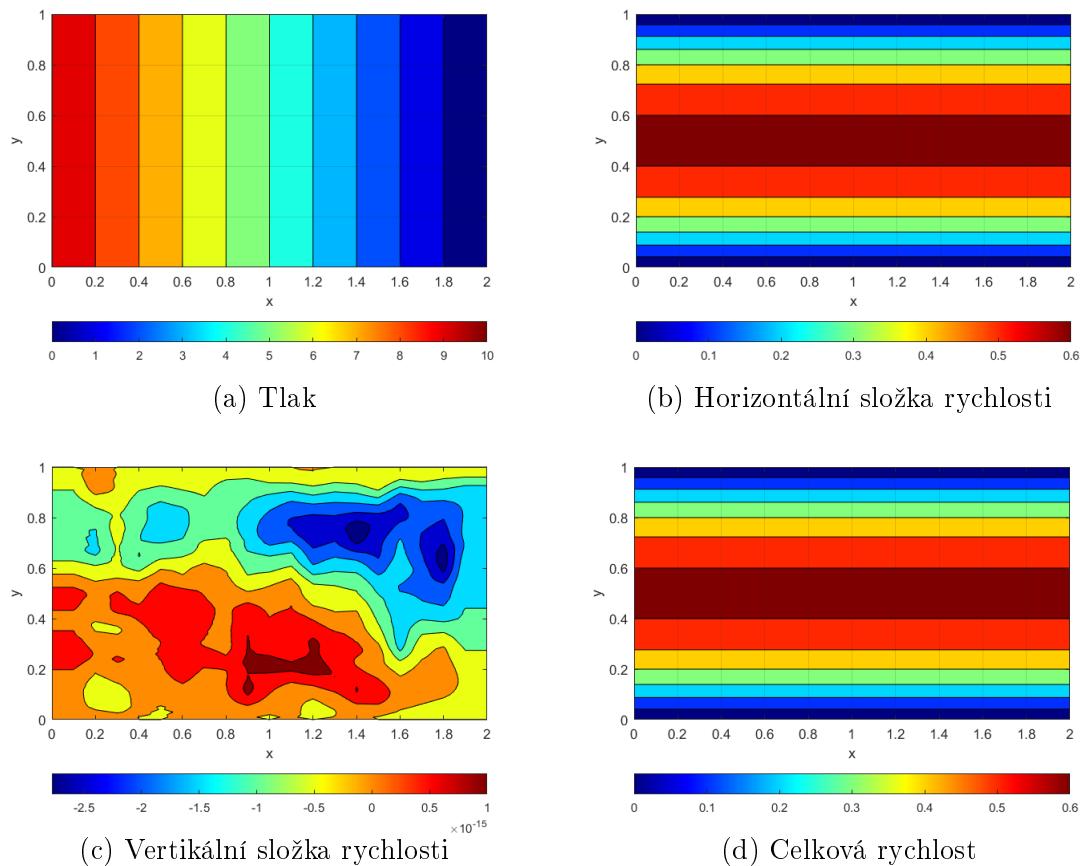 1
0.8
0.6
0.4
0.2
0
y
0 0.2 0.4 0.6 0.8 1 1.2 1.4 1.6 1.8 2
x
0 1 2 3 4 5 6 7 8 9 10
(a) Tlak
1
0.8
0.6
0.4
0.2
0
y
0 0.2 0.4 0.6 0.8 1 1.2 1.4 1.6 1.8 2
x
0 0.1 0.2 0.3 0.4 0.5 0.6
(b) Horizontální složka rychlosti
1
0.8
0.6
0.4
0.2
0
y
0 0.2 0.4 0.6 0.8 1 1.2 1.4 1.6 1.8 2
x
-2.5 -2 -1.5 -1 -0.5 0 0.5 1
×10-15
(c) Vertikální složka rychlosti
1
0.8
0.6
0.4
0.2
0
y
0 0.2 0.4 0.6 0.8 1 1.2 1.4 1.6 1.8 2
x
0 0.1 0.2 0.3 0.4 0.5 0.6
(d) Celková rychlost